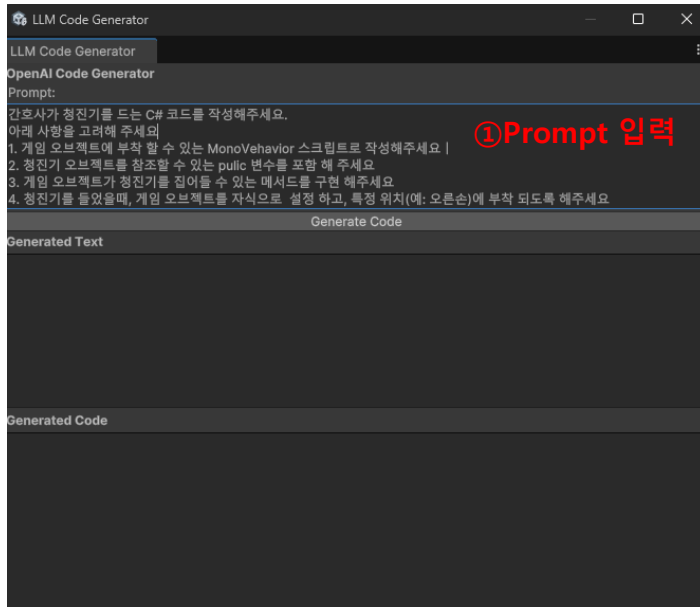 LLM Code Generator
LLM Code Generator
OpenAI Code Generator
Prompt:
간호사가 청진기를 드는 C# 코드를 작성해주세요.
아래 사항을 고려해 주세요
1. 게임 오브젝트에 부착 할 수 있는 MonoVehavior 스크립트로 작성해주세요 |
2. 청진기 오브젝트를 참조할 수 있는 pulic 변수를 포함 해 주세요
3. 게임 오브젝트가 청진기를 집어들 수 있는 메서드를 구현 해주세요
4. 청진기를 들었을때, 게임 오브젝트를 자식으로 설정 하고, 특정 위치(예: 오른손)에 부착 되도록 해주세요
①Prompt 입력
Generate Code
Generated Text
Generated Code